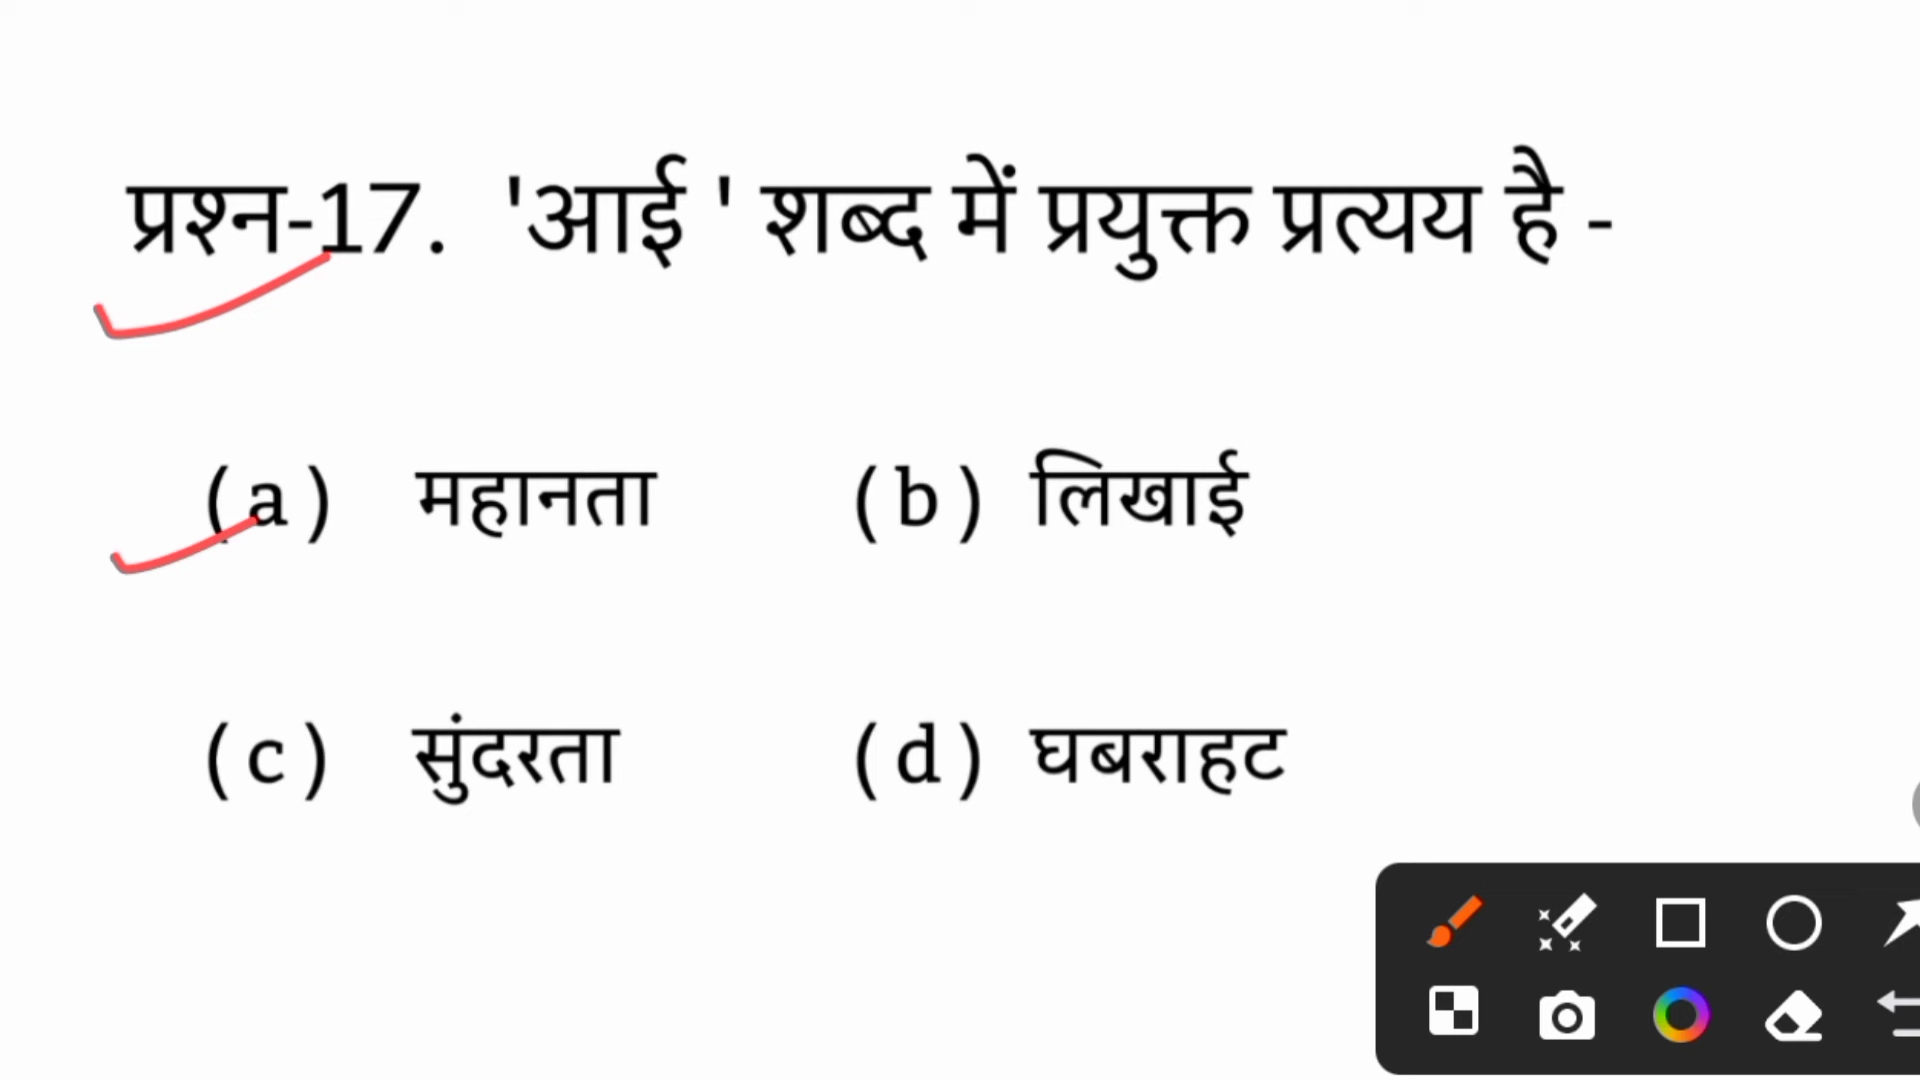 प्रश्न-17. 'आई ' शब्द में प्रयुक्त प्रत्यय है -
(a) महानता (b) लिखाई
(c) सुंदरता (d) घबराहट